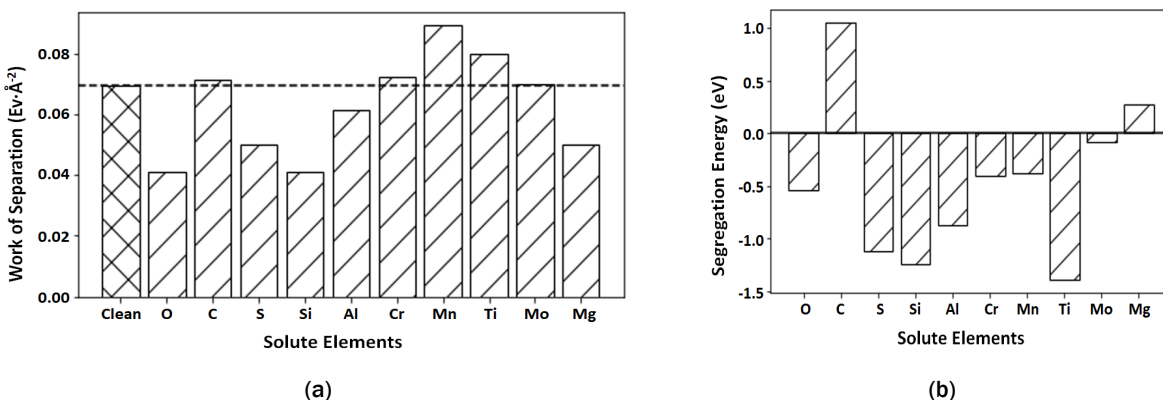 Work of Separation (Ev·Å-2)
0.08
0.06
0.04
0.02
0.00
Clean O C S Si Al Cr Mn Ti Mo Mg
Solute Elements
(a)
Segregation Energy (eV)
1.0
0.5
0.0
-0.5
-1.0
-1.5
O C S Si Al Cr Mn Ti Mo Mg
Solute Elements
(b)